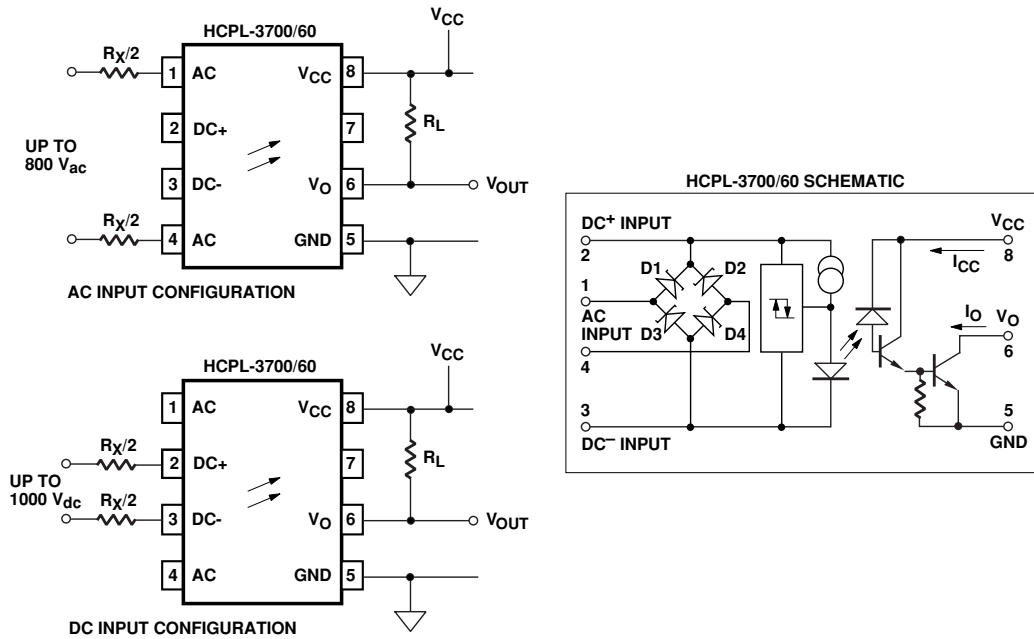 HCPL-3700/60
VCC
RX/2
1 AC
VCC 8
2 DC+
7
RL
UP TO
800 Vac
3 DC-
VO 6
VOUT
RX/2
4 AC
GND 5
AC INPUT CONFIGURATION
HCPL-3700/60
VCC
1 AC
VCC 8
RX/2
2 DC+
7
RL
UP TO
1000 Vdc
RX/2
3 DC-
VO 6
VOUT
4 AC
GND 5
DC INPUT CONFIGURATION
HCPL-3700/60 SCHEMATIC
DC+ INPUT
2
VCC
8
ICC
D1
D2
1
AC
INPUT
D3
D4
4
IO
VO
6
3
DC– INPUT
5
GND